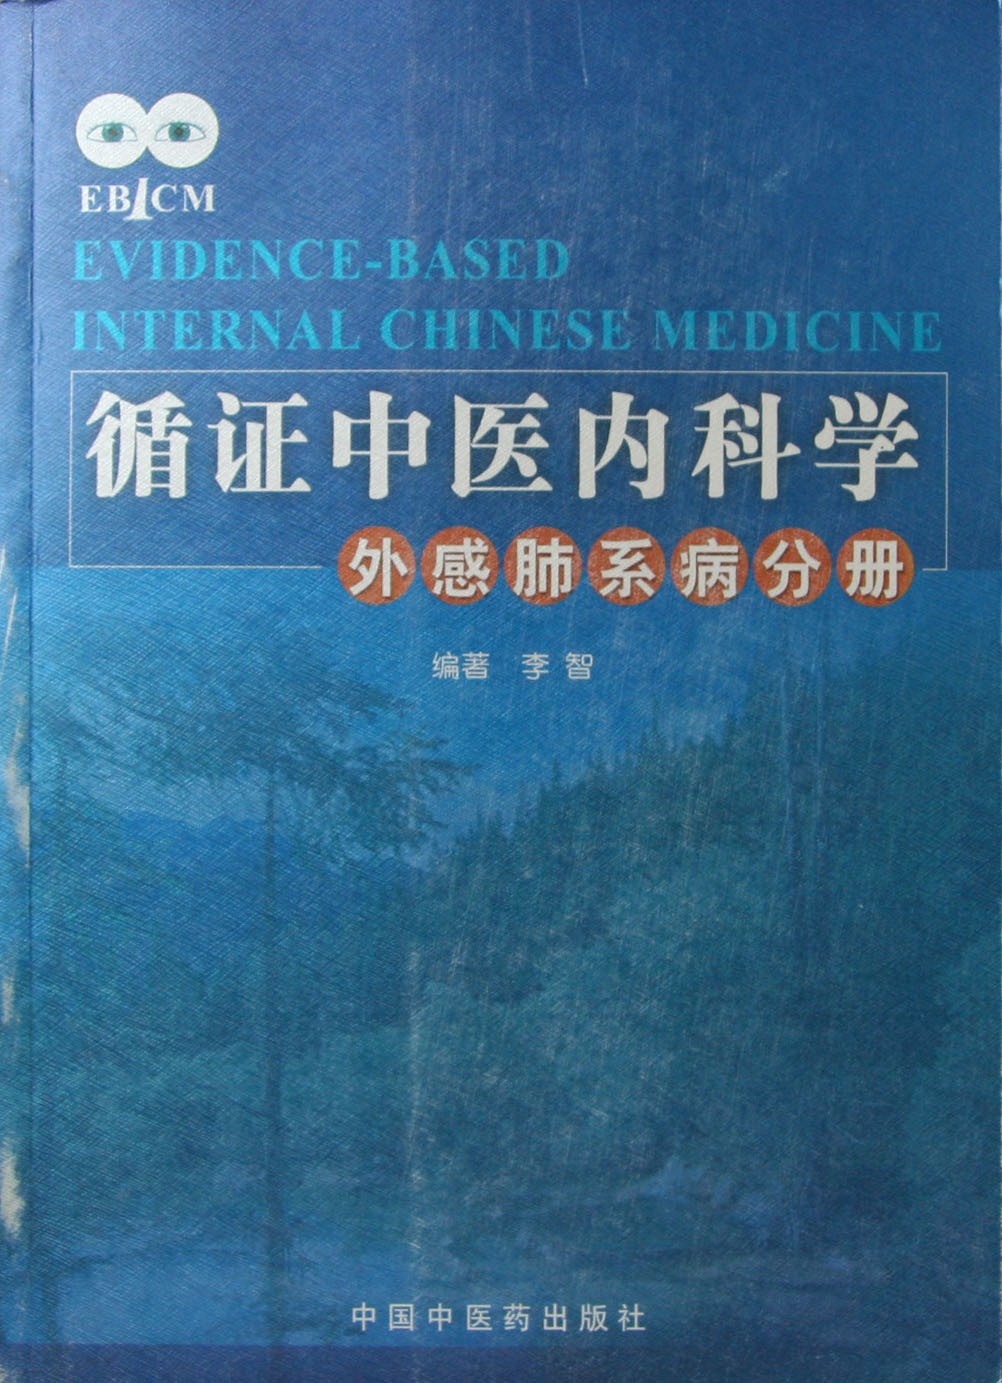 EBICM
EVIDENCE-BASED
INTERNAL CHINESE MEDICINE
循证中医内科学
外感肺系病分册
编著 李智
中国中医药出版社